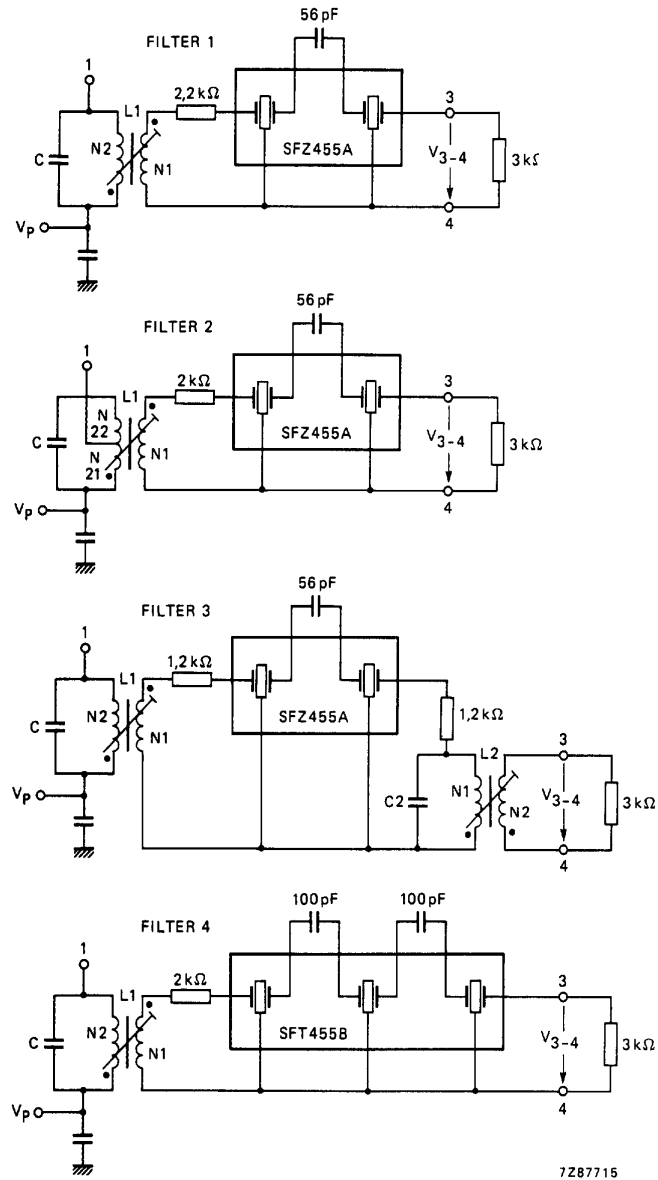 56 pF
FILTER 1
1
L1
2,2 kΩ
3
C
N2
N1
SFZ455A
V3-4
3 kΩ
Vp
4
56 pF
FILTER 2
1
L1
2 kΩ
3
C
N
22
N
21
N1
SFZ455A
V3-4
3 kΩ
Vp
4
56 pF
FILTER 3
1
L1
1,2 kΩ
C
N2
N1
SFZ455A
1,2 kΩ
L2
3
Vp
C2
N1
N2
V3-4
3 kΩ
4
100 pF
100 pF
FILTER 4
1
L1
2 kΩ
3
C
N2
N1
SFT455B
V3-4
3 kΩ
Vp
4
7Z87715